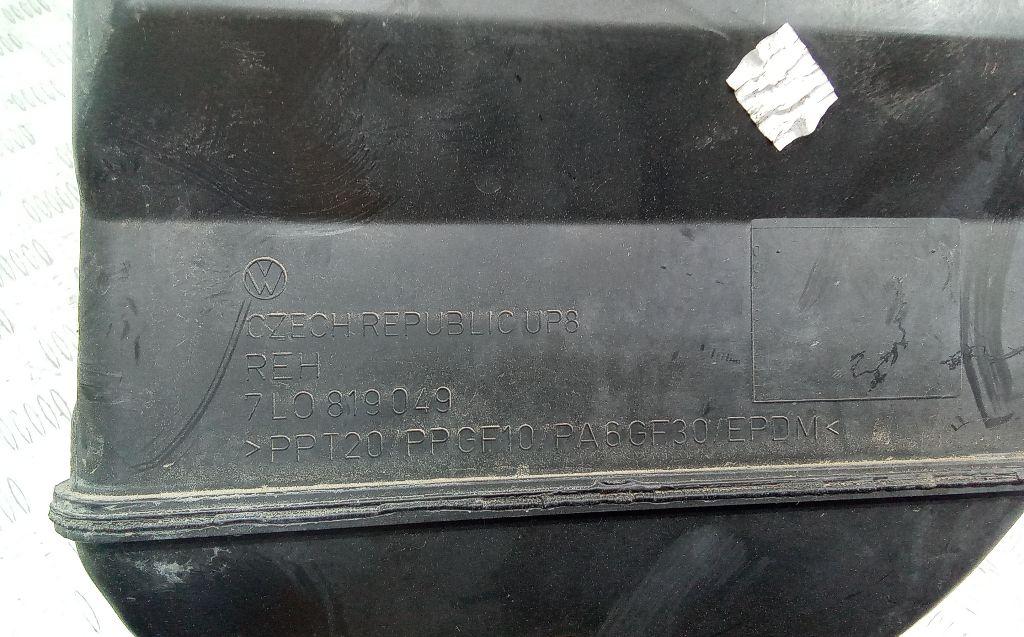 CZECH REPUBLIC UP8
REH
7L0 819 049
>PPT20/PPGF10/PA6GF30/EPDM<